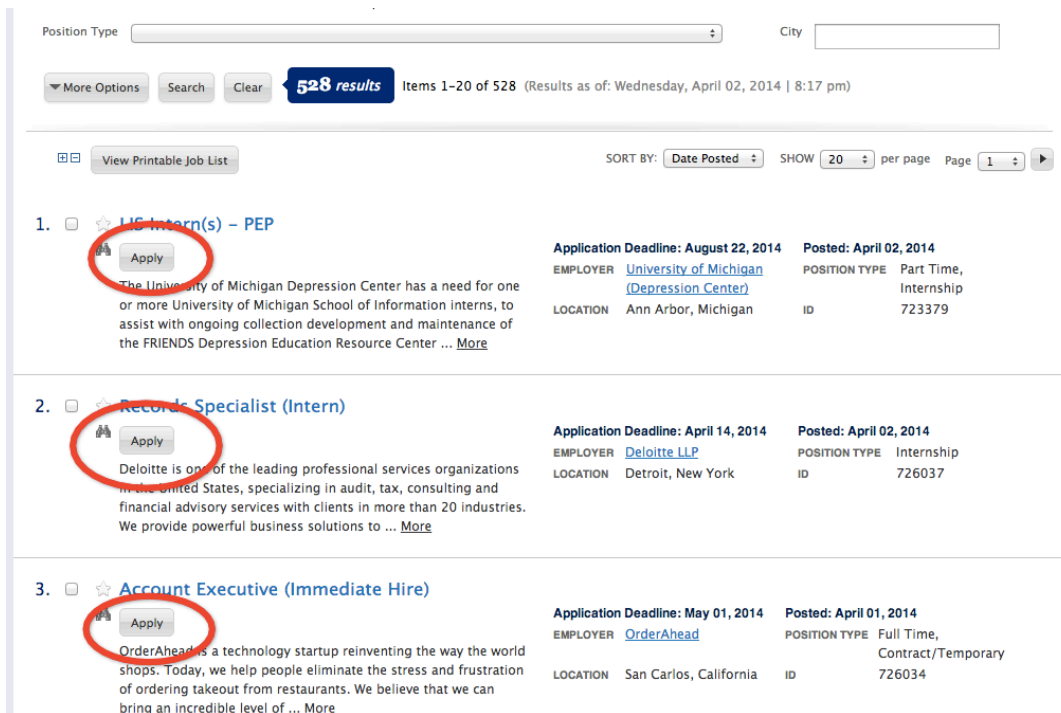 Position Type City
More Options Search Clear 528 results Items 1-20 of 528 (Results as of: Wednesday, April 02, 2014 | 8:17 pm)
View Printable Job List SORT BY: Date Posted SHOW 20 per page Page 1
1. LIS Intern(s) – PEP
Apply
The University of Michigan Depression Center has a need for one
or more University of Michigan School of Information interns, to
assist with ongoing collection development and maintenance of
the FRIENDS Depression Education Resource Center ... More
Application Deadline: August 22, 2014 Posted: April 02, 2014
EMPLOYER University of Michigan POSITION TYPE Part Time,
(Depression Center) Internship
LOCATION Ann Arbor, Michigan ID 723379
2. Records Specialist (Intern)
Apply
Deloitte is one of the leading professional services organizations
in the United States, specializing in audit, tax, consulting and
financial advisory services with clients in more than 20 industries.
We provide powerful business solutions to ... More
Application Deadline: April 14, 2014 Posted: April 02, 2014
EMPLOYER Deloitte LLP POSITION TYPE Internship
LOCATION Detroit, New York ID 726037
3. Account Executive (Immediate Hire)
Apply
OrderAhead is a technology startup reinventing the way the world
shops. Today, we help people eliminate the stress and frustration
of ordering takeout from restaurants. We believe that we can
bring an incredible level of ... More
Application Deadline: May 01, 2014 Posted: April 01, 2014
EMPLOYER OrderAhead POSITION TYPE Full Time,
Contract/Temporary
LOCATION San Carlos, California ID 726034